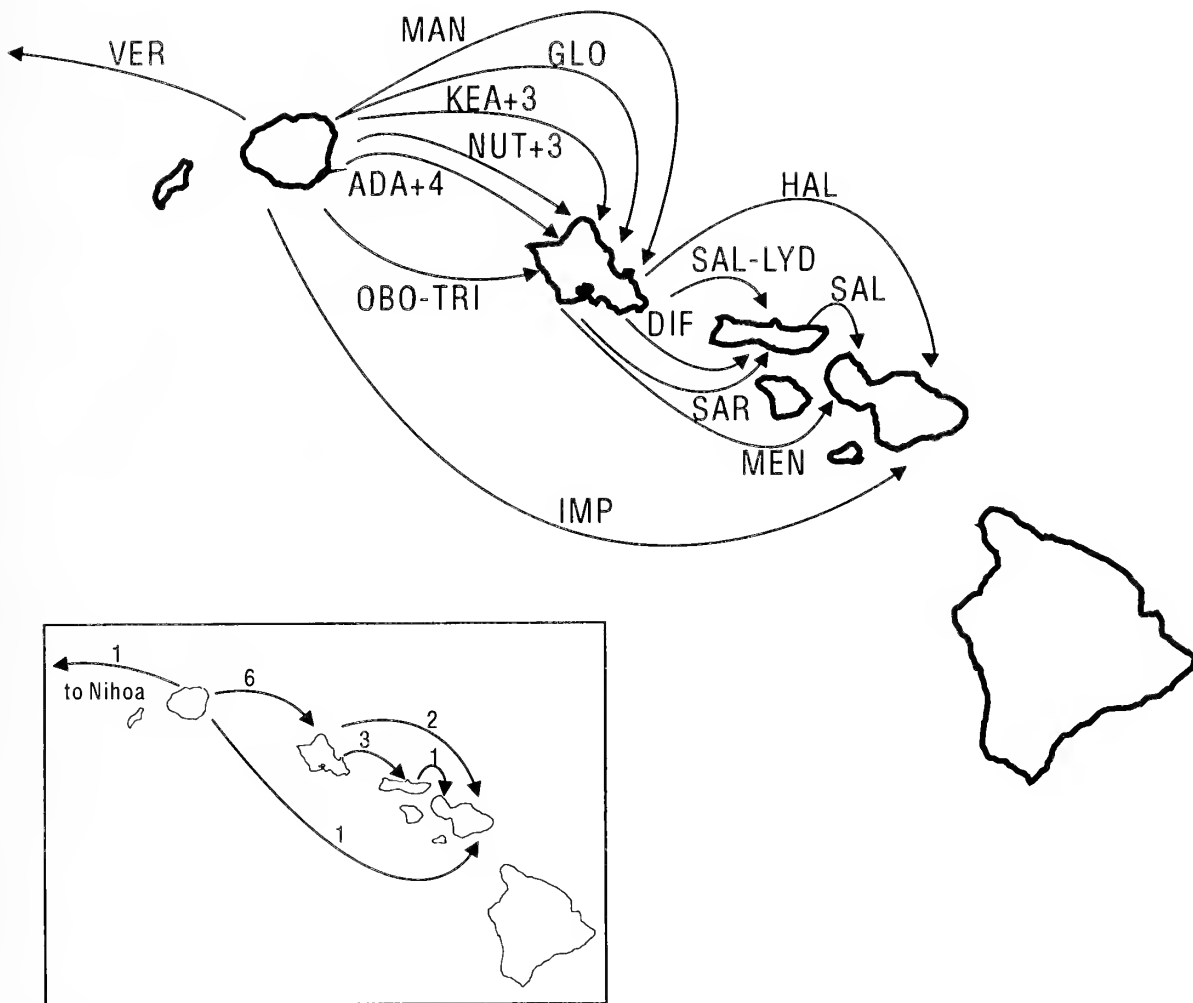 MAN
VER
GLO
KEA+3
NUT+3
ADA+4
HAL
SAL-LYD
SAL
OBO-TRI
DIF
SAR
MEN
IMP
1
to Nihoa
6
2
3
1
1